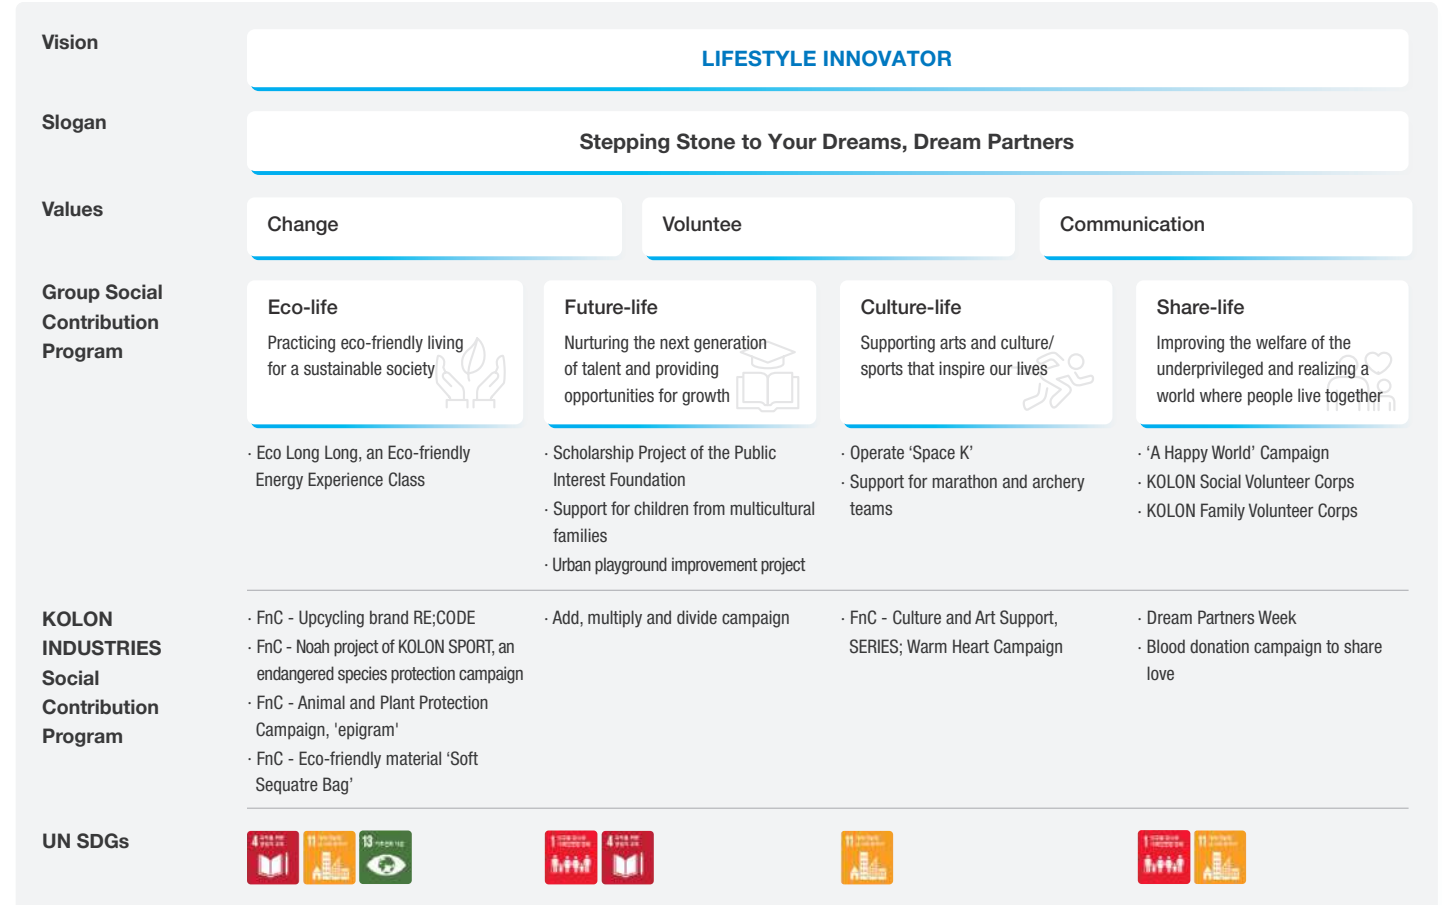 Vision
LIFESTYLE INNOVATOR
Slogan
Stepping Stone to Your Dreams, Dream Partners
Values
Change
Voluntee
Communication
Group Social
Contribution
Program
Eco-life
Practicing eco-friendly living
for a sustainable society
Future-life
Nurturing the next generation
of talent and providing
opportunities for growth
Culture-life
Supporting arts and culture/
sports that inspire our lives
Share-life
Improving the welfare of the
underprivileged and realizing a
world where people live together
· Eco Long Long, an Eco-friendly
Energy Experience Class
· Scholarship Project of the Public
Interest Foundation
· Support for children from multicultural
families
· Urban playground improvement project
· Operate ‘Space K’
· Support for marathon and archery
teams
· ‘A Happy World’ Campaign
· KOLON Social Volunteer Corps
· KOLON Family Volunteer Corps
KOLON
INDUSTRIES
Social
Contribution
Program
· FnC - Upcycling brand RE;CODE
· FnC - Noah project of KOLON SPORT, an
endangered species protection campaign
· FnC - Animal and Plant Protection
Campaign, 'epigram'
· FnC - Eco-friendly material ‘Soft
Sequatre Bag’
· Add, multiply and divide campaign
· FnC - Culture and Art Support,
SERIES; Warm Heart Campaign
· Dream Partners Week
· Blood donation campaign to share
love
UN SDGs
4
11
13
1
4
11
1
11